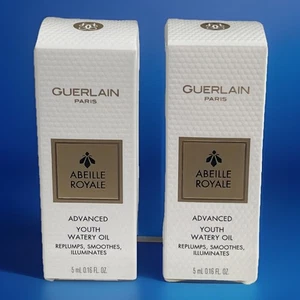 GUERLAIN
PARIS
ABEILLE
ROYALE
ADVANCED
YOUTH
WATERY OIL
REPLUMPS, SMOOTHES,
ILLUMINATES
5 ml 0.16 FL. OZ.
GUERLAIN
PARIS
ABEILLE
ROYALE
ADVANCED
YOUTH
WATERY OIL
REPLUMPS, SMOOTHES,
ILLUMINATES
5 ml 0.16 FL. OZ.